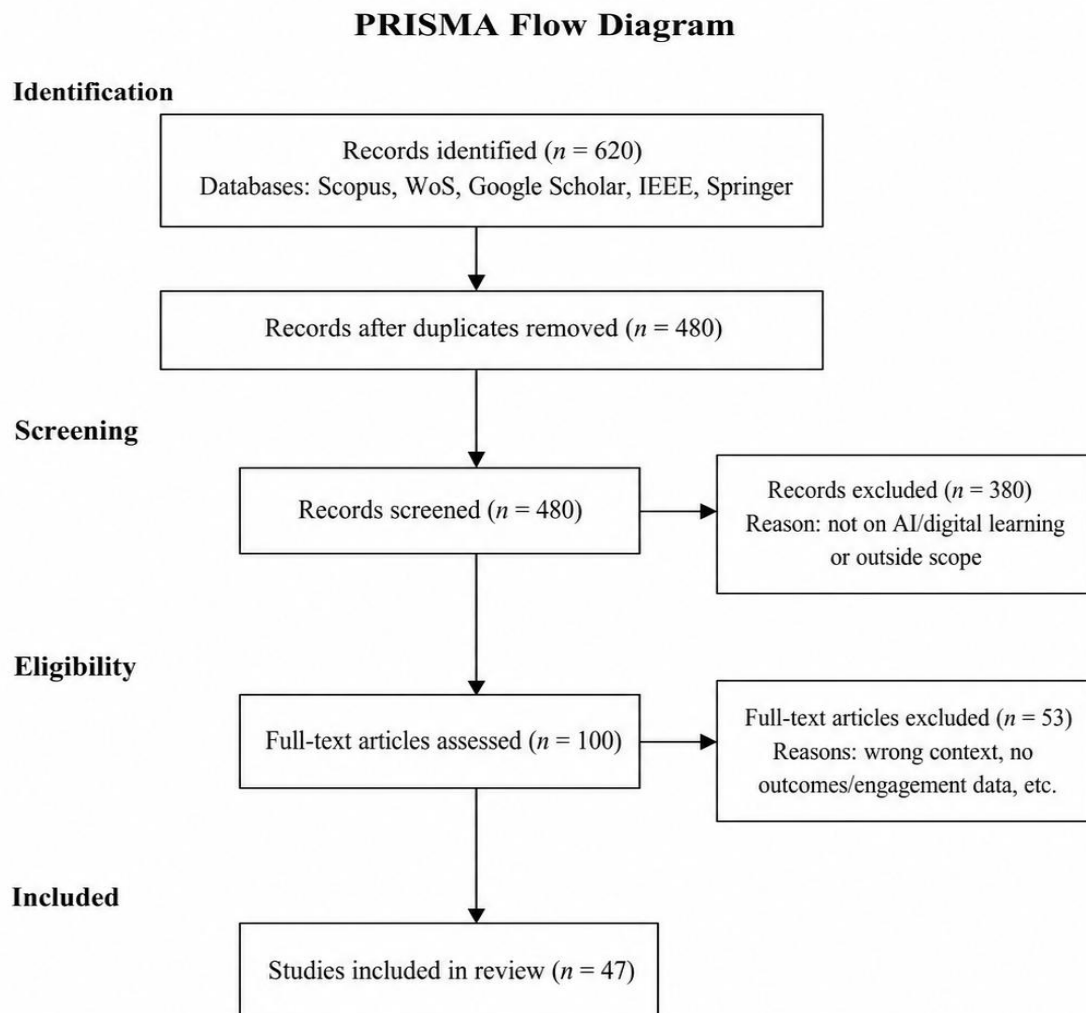 PRISMA Flow Diagram
Identification
Records identified (n = 620)
Databases: Scopus, WoS, Google Scholar, IEEE, Springer
Records after duplicates removed (n = 480)
Screening
Records screened (n = 480)
Records excluded (n = 380)
Reason: not on AI/digital learning
or outside scope
Eligibility
Full-text articles assessed (n = 100)
Full-text articles excluded (n = 53)
Reasons: wrong context, no
outcomes/engagement data, etc.
Included
Studies included in review (n = 47)